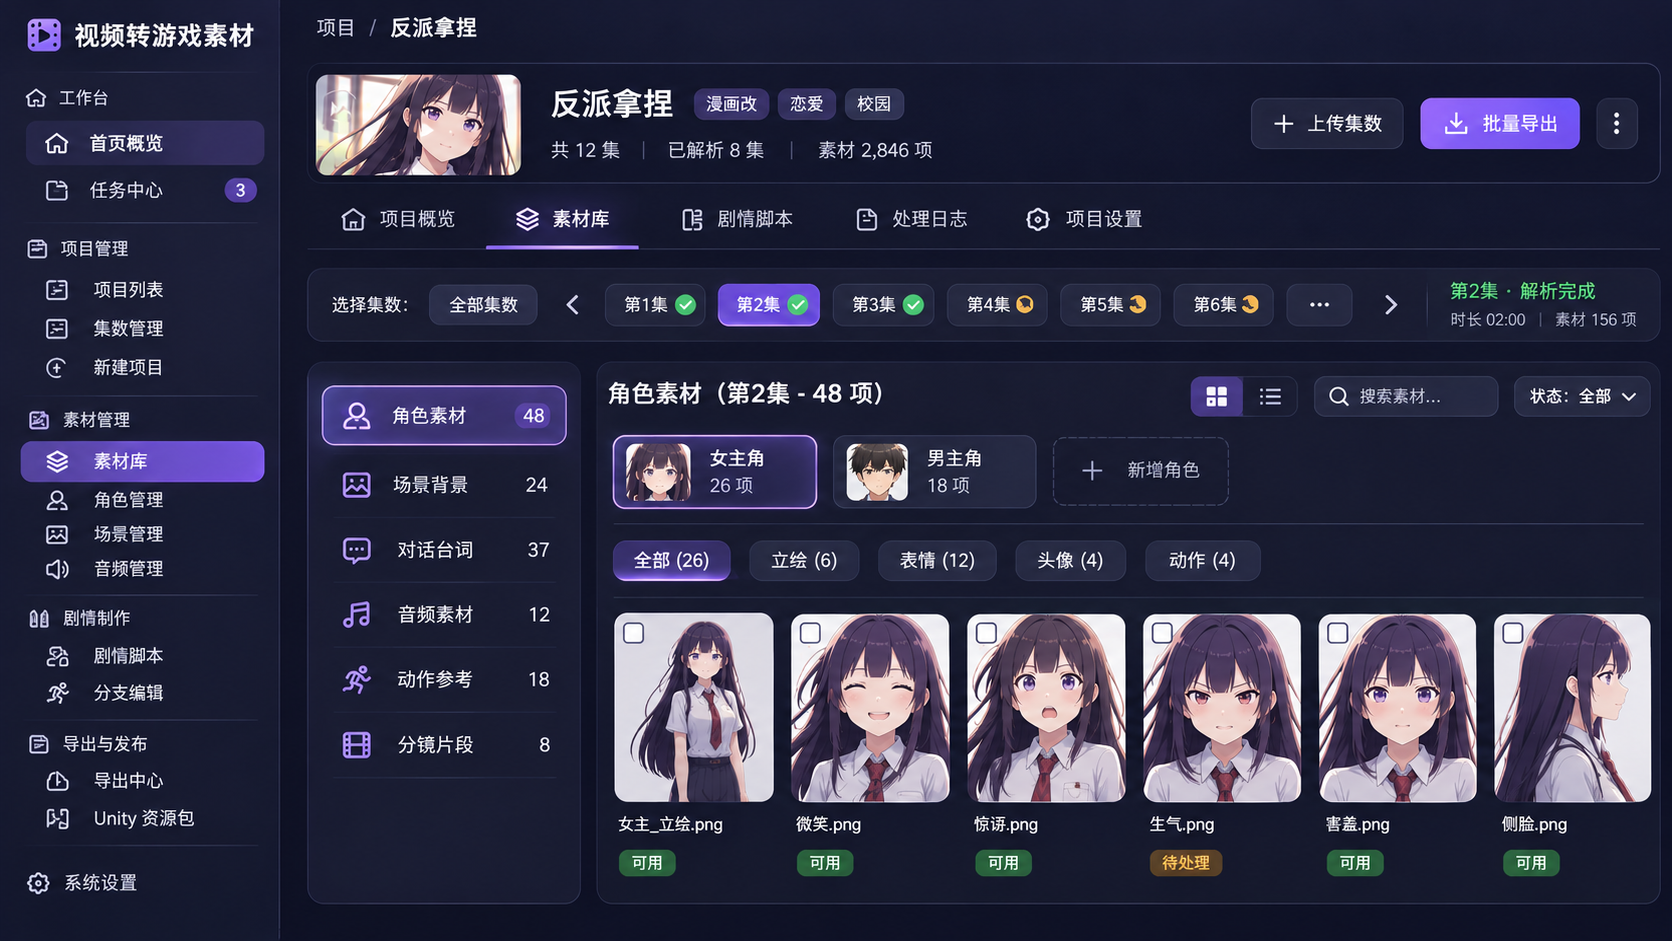 视频转游戏素材
工作台
首页概览
任务中心 3
项目管理
项目列表
集数管理
新建项目
素材管理
素材库
角色管理
场景管理
音频管理
剧情制作
剧情脚本
分支编辑
导出与发布
导出中心
Unity 资源包
系统设置
项目 / 反派拿捏
反派拿捏 漫画改 恋爱 校园
共 12 集 | 已解析 8 集 | 素材 2,846 项
上传集数
批量导出
项目概览 素材库 剧情脚本 处理日志 项目设置
选择集数： 全部集数 第1集 第2集 第3集 第4集 第5集 第6集 ···
第2集 · 解析完成
时长 02:00 | 素材 156 项
角色素材 48
场景背景 24
对话台词 37
音频素材 12
动作参考 18
分镜片段 8
角色素材（第2集 - 48 项）
搜索素材...
状态：全部
女主角
26 项
男主角
18 项
新增角色
全部 (26) 立绘 (6) 表情 (12) 头像 (4) 动作 (4)
女主_立绘.png 微笑.png 惊讶.png 生气.png 害羞.png 侧脸.png
可用 可用 可用 待处理 可用 可用